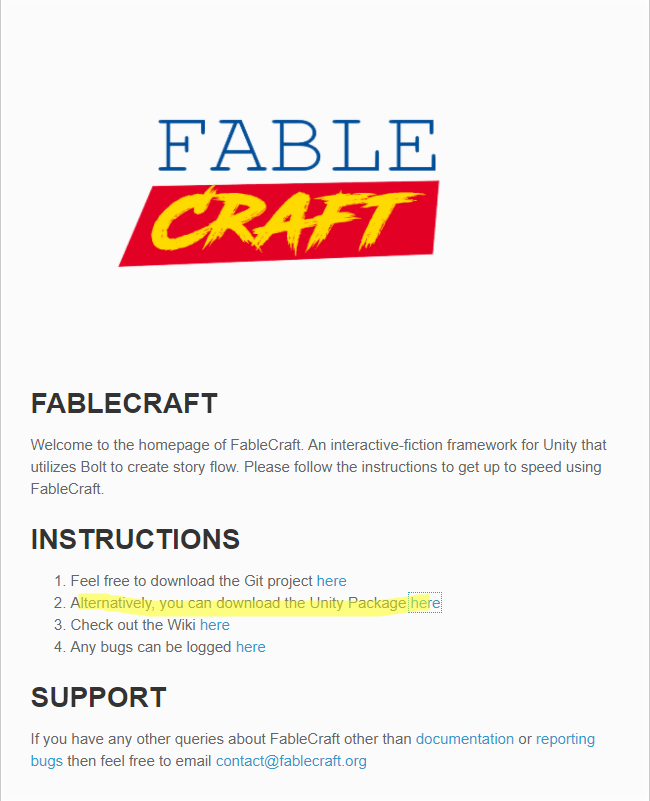 FABLE
CRAFT
FABLECRAFT
Welcome to the homepage of FableCraft. An interactive-fiction framework for Unity that
utilizes Bolt to create story flow. Please follow the instructions to get up to speed using
FableCraft.
INSTRUCTIONS
1. Feel free to download the Git project here
2. Alternatively, you can download the Unity Package here
3. Check out the Wiki here
4. Any bugs can be logged here
SUPPORT
If you have any other queries about FableCraft other than documentation or reporting
bugs then feel free to email contact@fablecraft.org